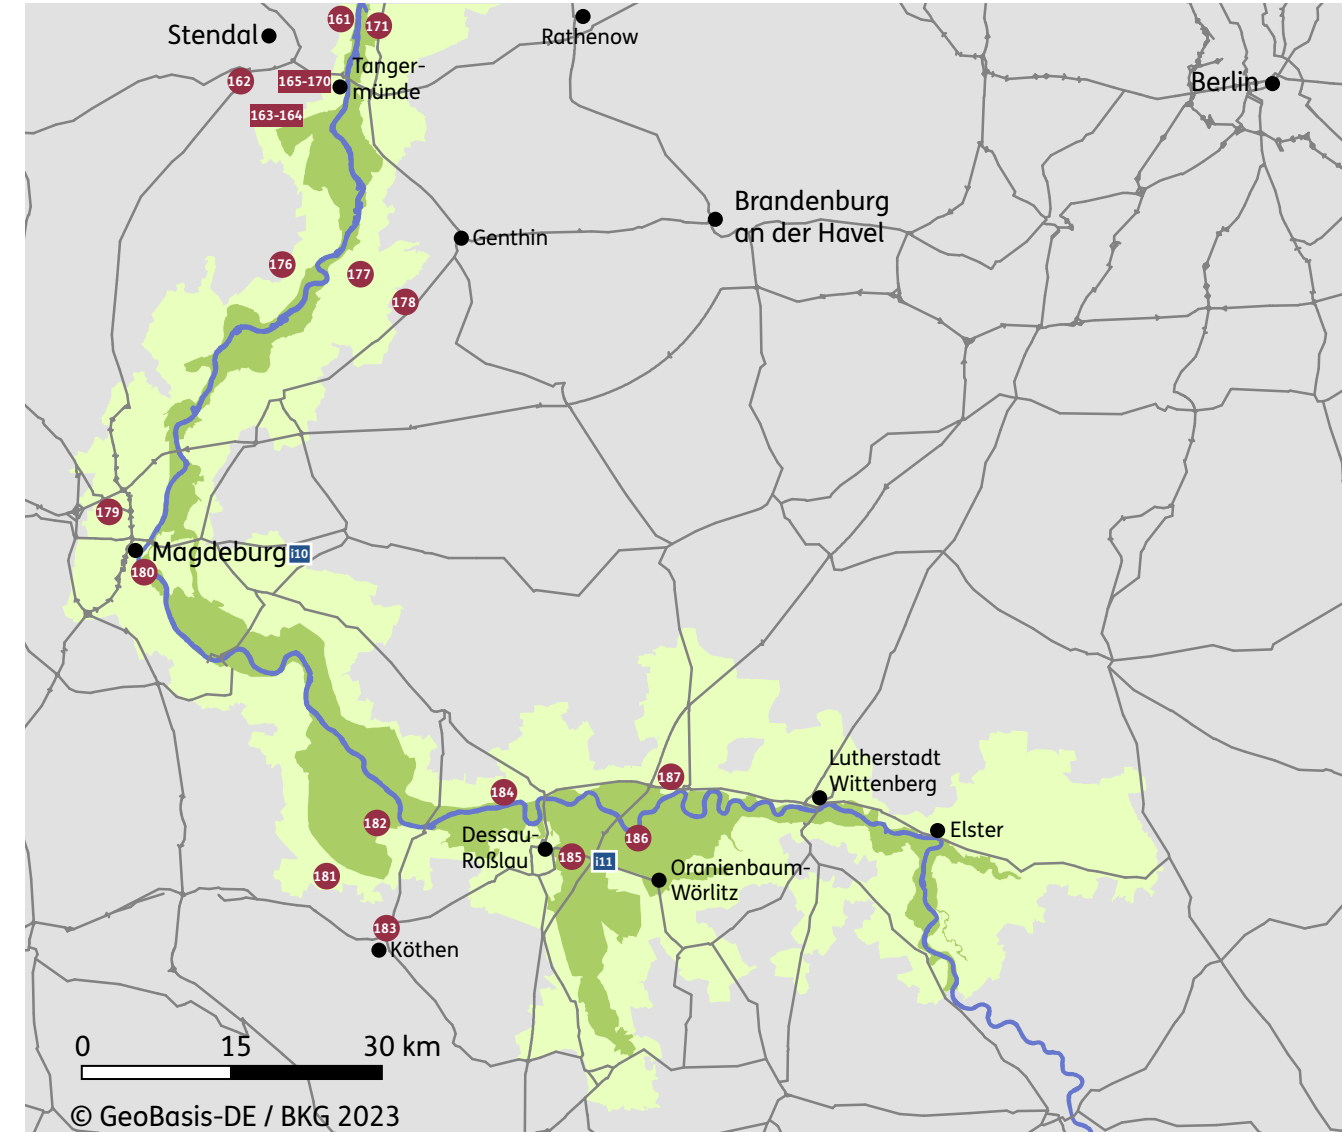 161
171
Stendal
Rathenow
162
165-170
Tanger-
münde
Berlin
163-164
Brandenburg
an der Havel
Genthin
176
177
178
179
Magdeburg
i10
180
187
Lutherstadt
Wittenberg
184
182
Dessau-
Roßlau
186
Elster
185
i11
Oranienbaum-
Wörlitz
181
183
Köthen
0 15 30 km
© GeoBasis-DE / BKG 2023